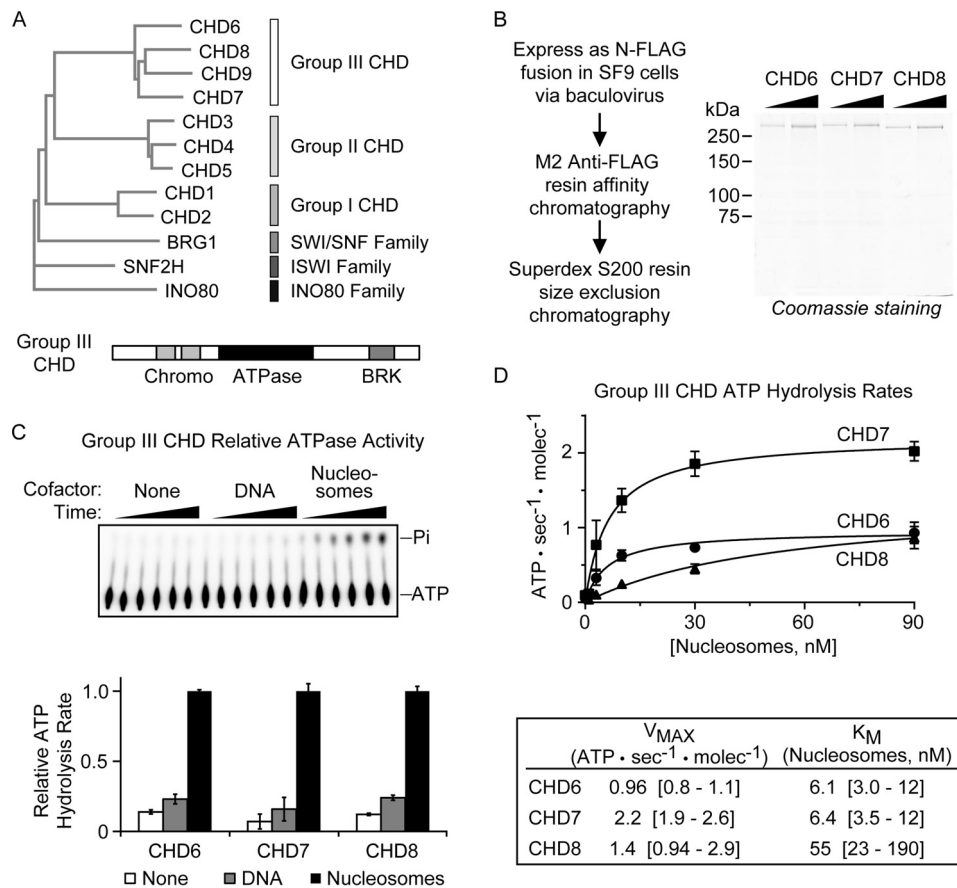 A
CHD6
CHD8
CHD9
CHD7
CHD3
CHD4
CHD5
CHD1
CHD2
BRG1
SNF2H
INO80
Group III CHD
Group II CHD
Group I CHD
SWI/SNF Family
ISWI Family
INO80 Family
Group III
CHD
Chromo
ATPase
BRK
B
Express as N-FLAG
fusion in SF9 cells
via baculovirus
M2 Anti-FLAG
resin affinity
chromatography
Superdex S200 resin
size exclusion
chromatography
CHD6 CHD7 CHD8
kDa
250
150
100
75
Coomassie staining
C
Group III CHD Relative ATPase Activity
Cofactor: None DNA Nucleo-
somes
Time:
Pi
ATP
Relative ATP
Hydrolysis Rate
1.0
0.5
0
CHD6 CHD7 CHD8
None DNA Nucleosomes
D
Group III CHD ATP Hydrolysis Rates
ATP · sec⁻¹ · molec⁻¹
2
1
0
CHD7
CHD6
CHD8
0 30 60 90
[Nucleosomes, nM]
VMAX KM
(ATP · sec⁻¹ · molec⁻¹) (Nucleosomes, nM)
CHD6 0.96 [0.8 - 1.1] 6.1 [3.0 - 12]
CHD7 2.2 [1.9 - 2.6] 6.4 [3.5 - 12]
CHD8 1.4 [0.94 - 2.9] 55 [23 - 190]